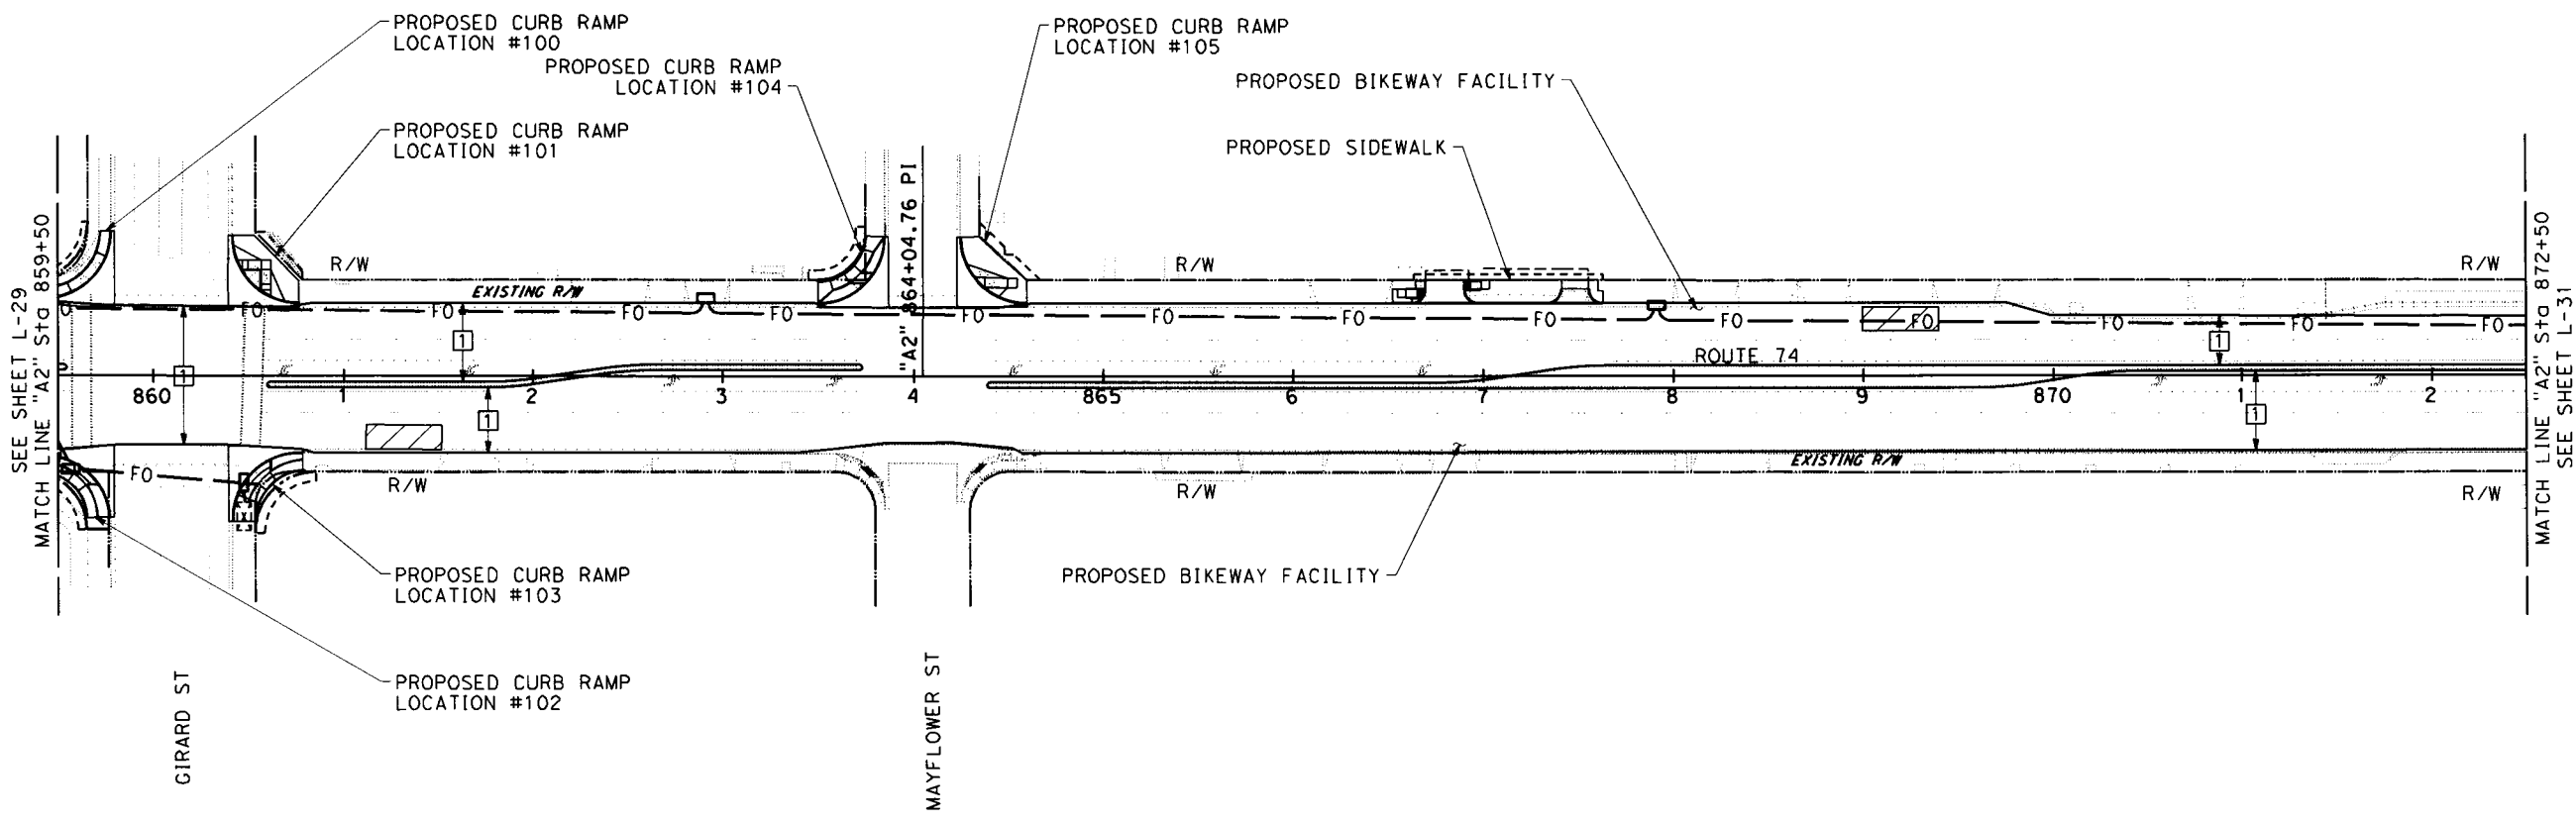 PROPOSED CURB RAMP
LOCATION #100
PROPOSED CURB RAMP
LOCATION #104
PROPOSED CURB RAMP
LOCATION #101
PROPOSED CURB RAMP
LOCATION #105
PROPOSED BIKEWAY FACILITY
PROPOSED SIDEWALK
SEE SHEET L-29
MATCH LINE "A2" Sta 859+50
"A2" 864+04.76 PI
MATCH LINE "A2" Sta 872+50
SEE SHEET L-31
R/W
R/W
R/W
EXISTING R/W
FO
FO
FO
FO
FO
FO
FO
FO
FO
FO
FO
FO
FO
FO
1
1
1
1
1
ROUTE 74
860
1
2
3
4
865
6
7
8
9
870
1
2
FO
EXISTING R/W
R/W
R/W
R/W
PROPOSED CURB RAMP
LOCATION #103
PROPOSED BIKEWAY FACILITY
PROPOSED CURB RAMP
LOCATION #102
GIRARD ST
MAYFLOWER ST